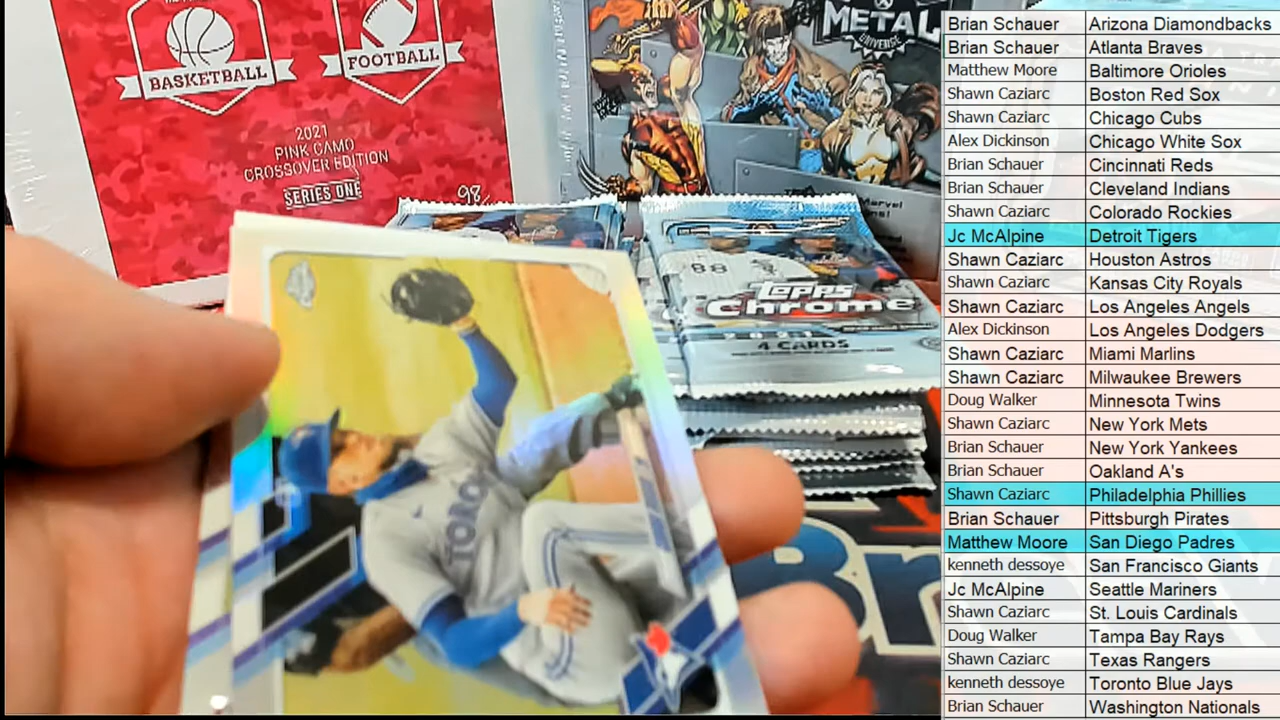 BASKETBALL
FOOTBALL
2021
PINK CAMO
CROSSOVER EDITION
SERIES ONE
98
METAL
UNIVERSE
88
TOPPS
Chrome
4 CARDS
TORO
Br
Brian Schauer Arizona Diamondbacks
Brian Schauer Atlanta Braves
Matthew Moore Baltimore Orioles
Shawn Caziarc Boston Red Sox
Shawn Caziarc Chicago Cubs
Alex Dickinson Chicago White Sox
Brian Schauer Cincinnati Reds
Brian Schauer Cleveland Indians
Shawn Caziarc Colorado Rockies
Jc McAlpine Detroit Tigers
Shawn Caziarc Houston Astros
Shawn Caziarc Kansas City Royals
Shawn Caziarc Los Angeles Angels
Alex Dickinson Los Angeles Dodgers
Shawn Caziarc Miami Marlins
Shawn Caziarc Milwaukee Brewers
Doug Walker Minnesota Twins
Shawn Caziarc New York Mets
Brian Schauer New York Yankees
Brian Schauer Oakland A's
Shawn Caziarc Philadelphia Phillies
Brian Schauer Pittsburgh Pirates
Matthew Moore San Diego Padres
kenneth dessoye San Francisco Giants
Jc McAlpine Seattle Mariners
Shawn Caziarc St. Louis Cardinals
Doug Walker Tampa Bay Rays
Shawn Caziarc Texas Rangers
kenneth dessoye Toronto Blue Jays
Brian Schauer Washington Nationals